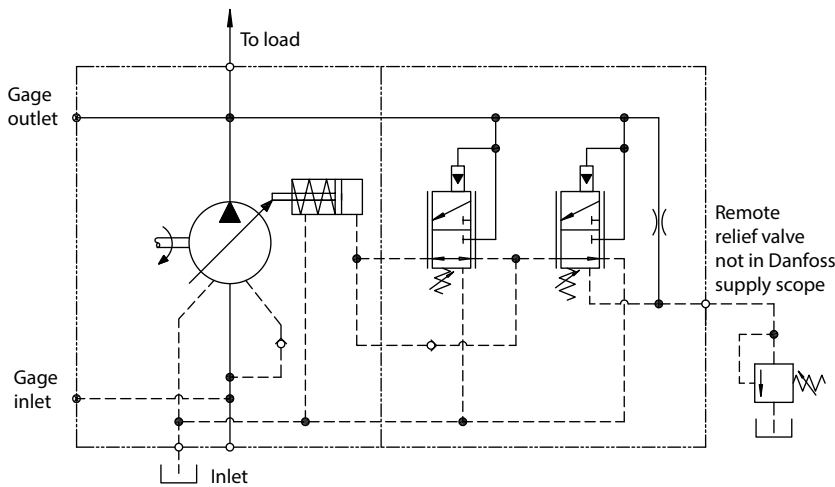 To load
Gage
outlet
Remote
relief valve
not in Danfoss
supply scope
Gage
inlet
Inlet